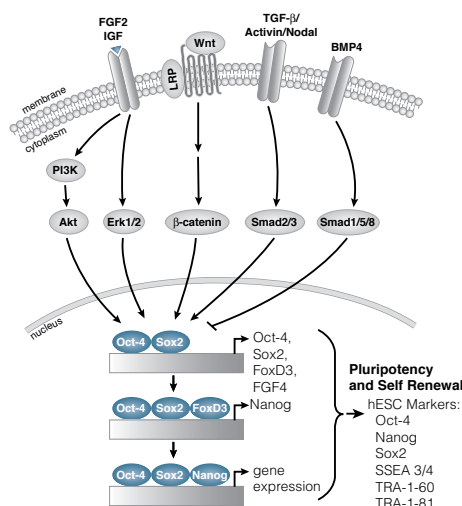 FGF2
IGF
Wnt
LRP
TGF-β/
Activin/Nodal
BMP4
membrane
cytoplasm
PI3K
Akt
Erk1/2
β-catenin
Smad2/3
Smad1/5/8
nucleus
Oct-4 Sox2
Oct-4,
Sox2,
FoxD3,
FGF4
Oct-4 Sox2 FoxD3
Nanog
Oct-4 Sox2 Nanog
gene
expression
Pluripotency
and Self Renewal
hESC Markers:
Oct-4
Nanog
Sox2
SSEA 3/4
TRA-1-60
TRA-1-81